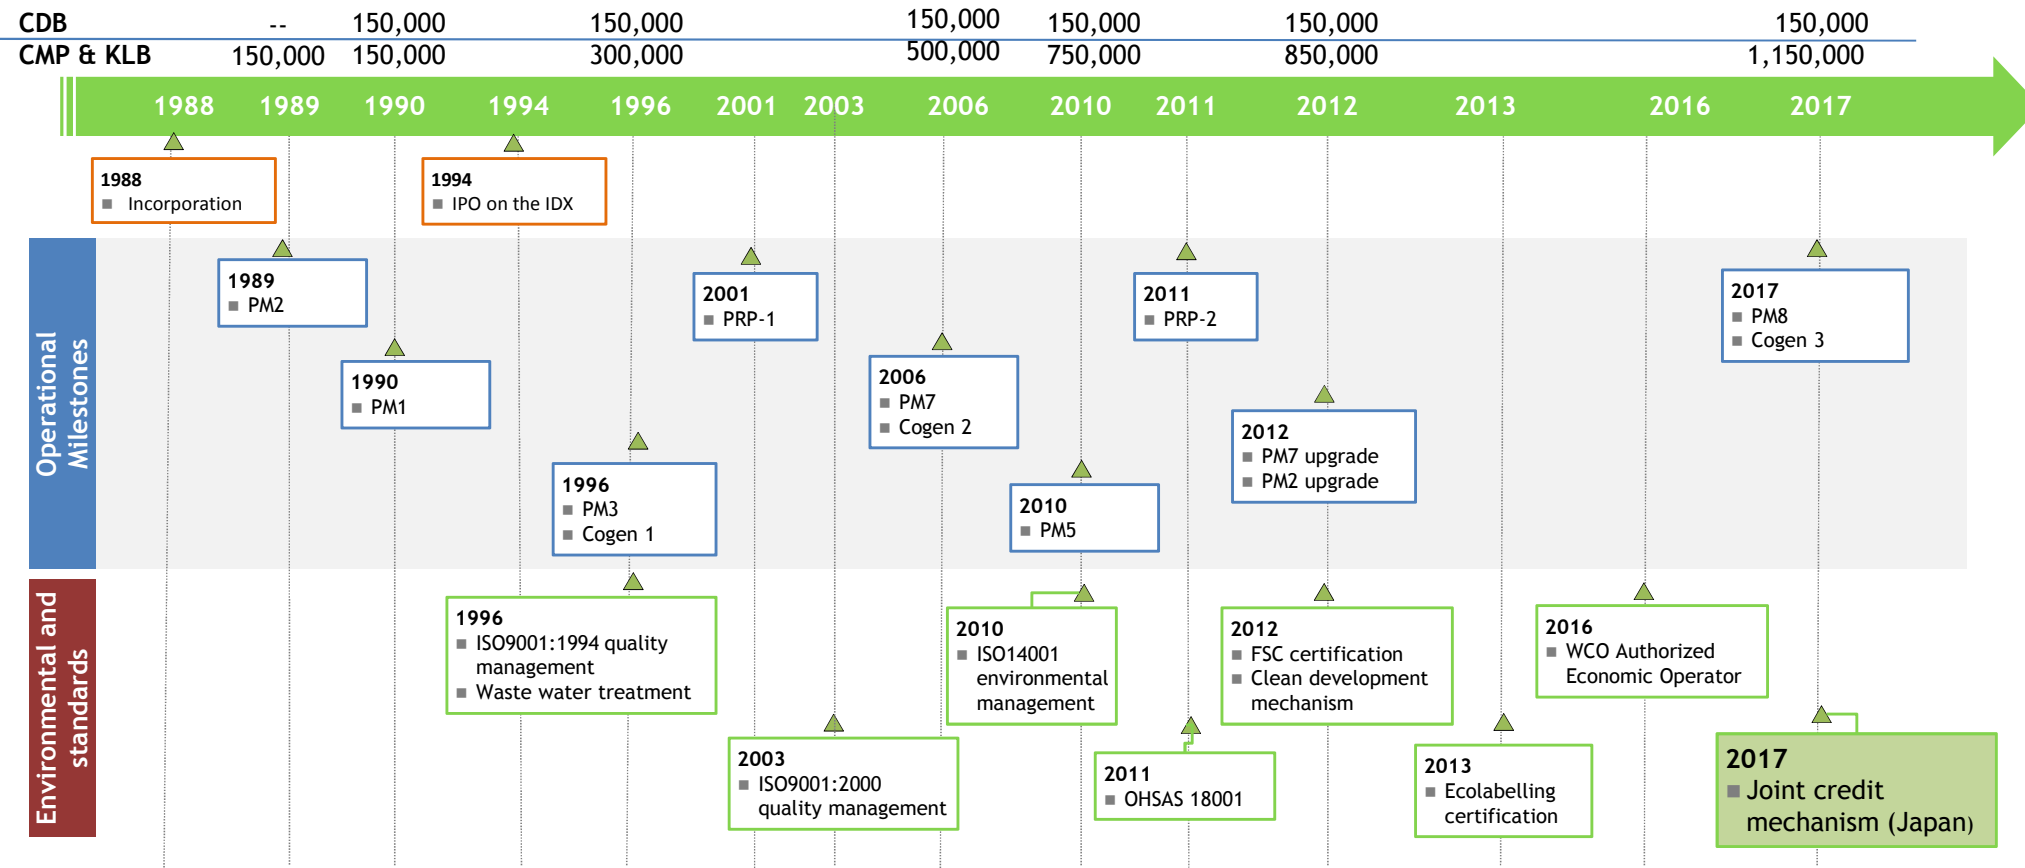 CDB -- 150,000 150,000 150,000 150,000 150,000 150,000
CMP & KLB 150,000 150,000 300,000 500,000 750,000 850,000 1,150,000
1988 1989 1990 1994 1996 2001 2003 2006 2010 2011 2012 2013 2016 2017
1988
Incorporation
1994
IPO on the IDX
Operational
Milestones
1989
PM2
1990
PM1
1996
PM3
Cogen 1
2001
PRP-1
2006
PM7
Cogen 2
2010
PM5
2011
PRP-2
2012
PM7 upgrade
PM2 upgrade
2017
PM8
Cogen 3
Environmental and
standards
1996
ISO9001:1994 quality
management
Waste water treatment
2003
ISO9001:2000
quality management
2010
ISO14001
environmental
management
2011
OHSAS 18001
2012
FSC certification
Clean development
mechanism
2013
Ecolabelling
certification
2016
WCO Authorized
Economic Operator
2017
Joint credit
mechanism (Japan)